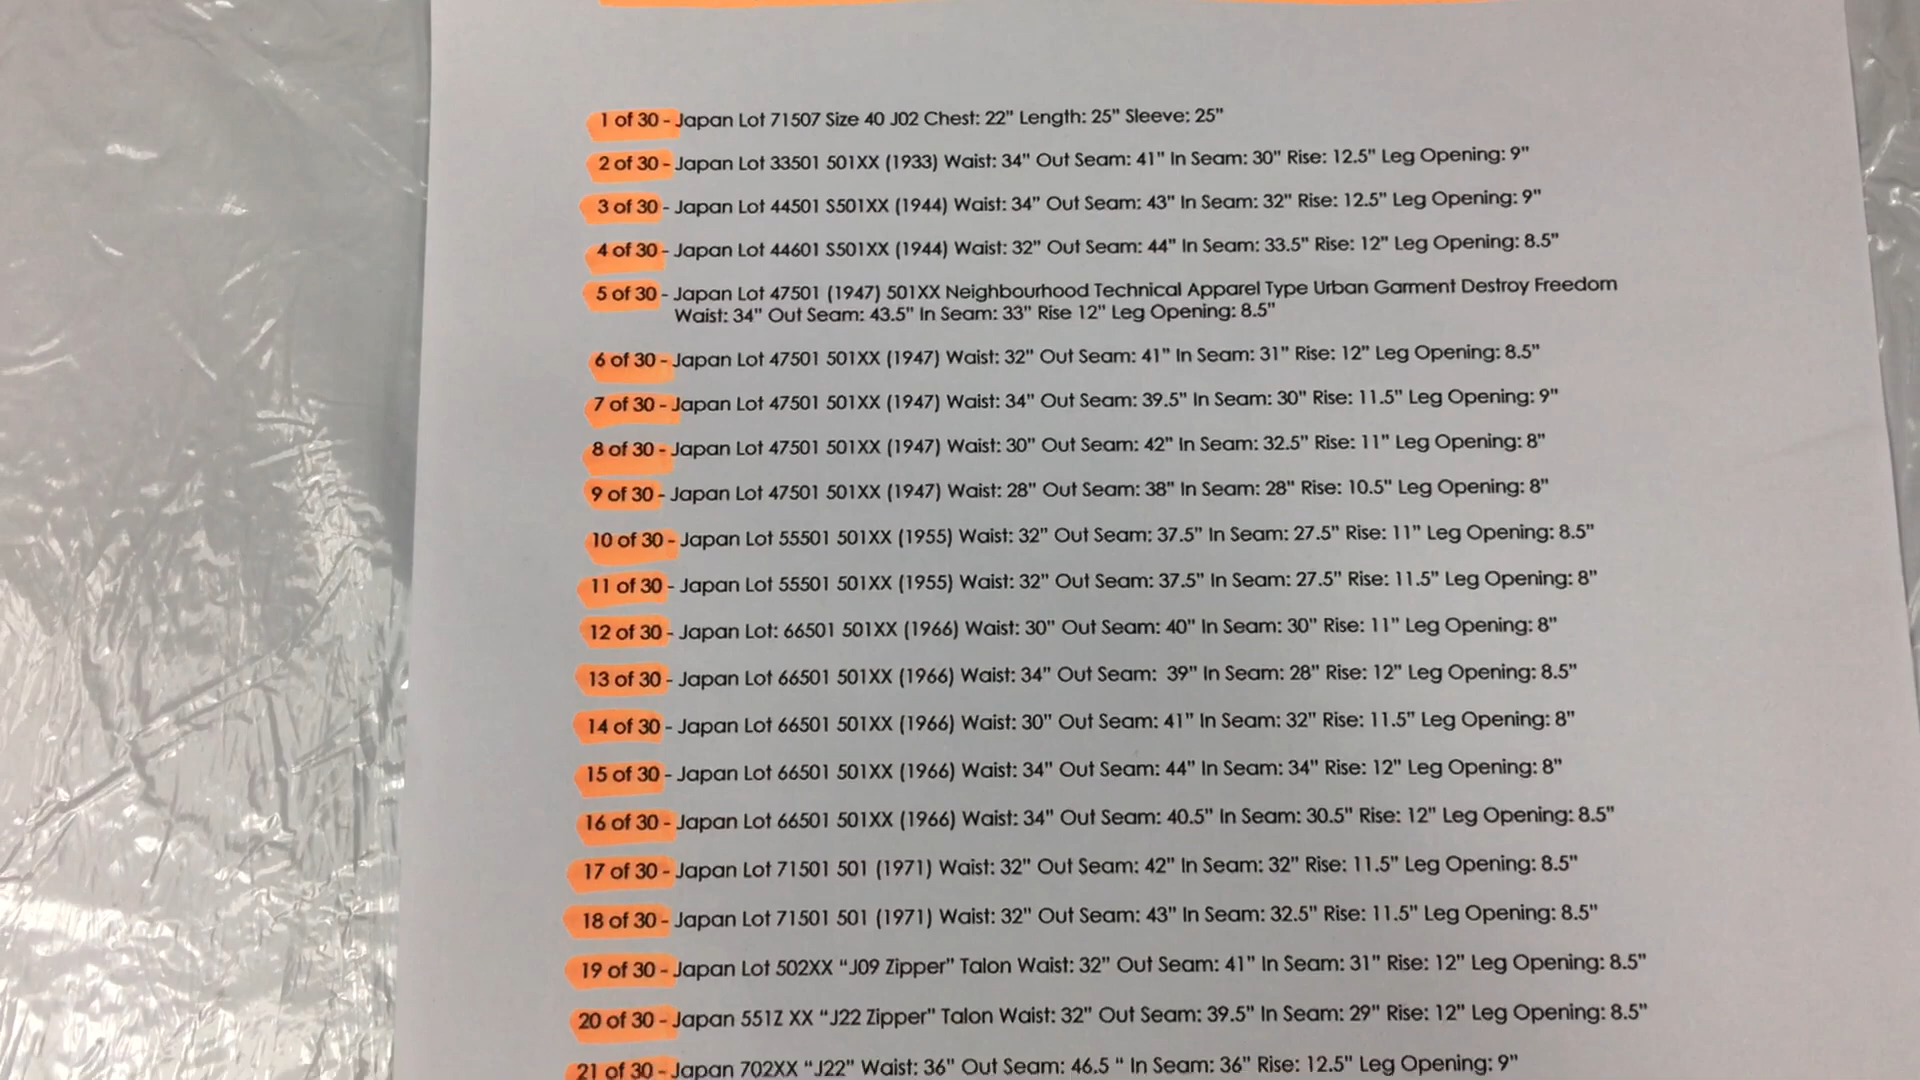 1 of 30 - Japan Lot 71507 Size 40 J02 Chest: 22" Length: 25" Sleeve: 25"
2 of 30 - Japan Lot 33501 501XX (1933) Waist: 34" Out Seam: 41" In Seam: 30" Rise: 12.5" Leg Opening: 9"
3 of 30 - Japan Lot 44501 S501XX (1944) Waist: 34" Out Seam: 43" In Seam: 32" Rise: 12.5" Leg Opening: 9"
4 of 30 - Japan Lot 44601 S501XX (1944) Waist: 32" Out Seam: 44" In Seam: 33.5" Rise: 12" Leg Opening: 8.5"
5 of 30 - Japan Lot 47501 (1947) 501XX Neighbourhood Technical Apparel Type Urban Garment Destroy Freedom
Waist: 34" Out Seam: 43.5" In Seam: 33" Rise 12" Leg Opening: 8.5"
6 of 30 - Japan Lot 47501 501XX (1947) Waist: 32" Out Seam: 41" In Seam: 31" Rise: 12" Leg Opening: 8.5"
7 of 30 - Japan Lot 47501 501XX (1947) Waist: 34" Out Seam: 39.5" In Seam: 30" Rise: 11.5" Leg Opening: 9"
8 of 30 - Japan Lot 47501 501XX (1947) Waist: 30" Out Seam: 42" In Seam: 32.5" Rise: 11" Leg Opening: 8"
9 of 30 - Japan Lot 47501 501XX (1947) Waist: 28" Out Seam: 38" In Seam: 28" Rise: 10.5" Leg Opening: 8"
10 of 30 - Japan Lot 55501 501XX (1955) Waist: 32" Out Seam: 37.5" In Seam: 27.5" Rise: 11" Leg Opening: 8.5"
11 of 30 - Japan Lot 55501 501XX (1955) Waist: 32" Out Seam: 37.5" In Seam: 27.5" Rise: 11.5" Leg Opening: 8"
12 of 30 - Japan Lot: 66501 501XX (1966) Waist: 30" Out Seam: 40" In Seam: 30" Rise: 11" Leg Opening: 8"
13 of 30 - Japan Lot 66501 501XX (1966) Waist: 34" Out Seam: 39" In Seam: 28" Rise: 12" Leg Opening: 8.5"
14 of 30 - Japan Lot 66501 501XX (1966) Waist: 30" Out Seam: 41" In Seam: 32" Rise: 11.5" Leg Opening: 8"
15 of 30 - Japan Lot 66501 501XX (1966) Waist: 34" Out Seam: 44" In Seam: 34" Rise: 12" Leg Opening: 8"
16 of 30 - Japan Lot 66501 501XX (1966) Waist: 34" Out Seam: 40.5" In Seam: 30.5" Rise: 12" Leg Opening: 8.5"
17 of 30 - Japan Lot 71501 501 (1971) Waist: 32" Out Seam: 42" In Seam: 32" Rise: 11.5" Leg Opening: 8.5"
18 of 30 - Japan Lot 71501 501 (1971) Waist: 32" Out Seam: 43" In Seam: 32.5" Rise: 11.5" Leg Opening: 8.5"
19 of 30 - Japan Lot 502XX “J09 Zipper” Talon Waist: 32" Out Seam: 41" In Seam: 31" Rise: 12" Leg Opening: 8.5"
20 of 30 - Japan 551Z XX “J22 Zipper” Talon Waist: 32" Out Seam: 39.5" In Seam: 29" Rise: 12" Leg Opening: 8.5"
21 of 30 - Japan 702XX “J22” Waist: 36" Out Seam: 46.5 “ In Seam: 36" Rise: 12.5" Leg Opening: 9"